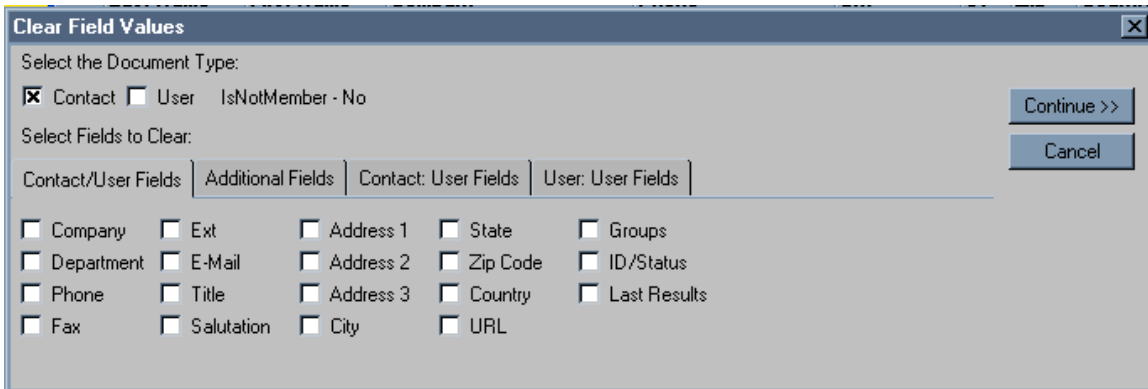 Clear Field Values
Select the Document Type:
Contact User IsNotMember - No
Continue >>
Select Fields to Clear:
Cancel
Contact/User Fields Additional Fields Contact: User Fields User: User Fields
Company Ext Address 1 State Groups
Department E-Mail Address 2 Zip Code ID/Status
Phone Title Address 3 Country Last Results
Fax Salutation City URL